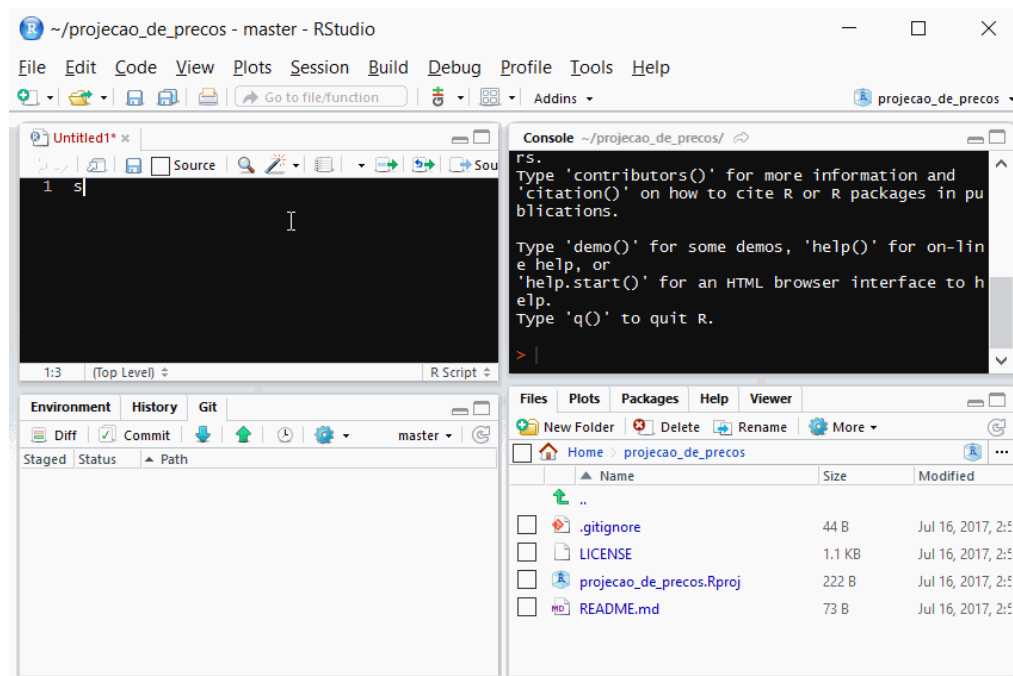 ~/projecao_de_precos - master - RStudio
File Edit Code View Plots Session Build Debug Profile Tools Help
Go to file/function Addins projecao_de_precos
Untitled1*
Source Sou
1 s
1:3 (Top Level) R Script
Console ~/projecao_de_precos/
rs.
Type 'contributors()' for more information and
'citation()' on how to cite R or R packages in pu
blications.
Type 'demo()' for some demos, 'help()' for on-lin
e help, or
'help.start()' for an HTML browser interface to h
elp.
Type 'q()' to quit R.
>
Environment History Git
Diff Commit master
Staged Status Path
Files Plots Packages Help Viewer
New Folder Delete Rename More
Home projecao_de_precos
Name Size Modified
..
.gitignore 44 B Jul 16, 2017, 2:5
LICENSE 1.1 KB Jul 16, 2017, 2:5
projecao_de_precos.Rproj 222 B Jul 16, 2017, 2:5
README.md 73 B Jul 16, 2017, 2:5